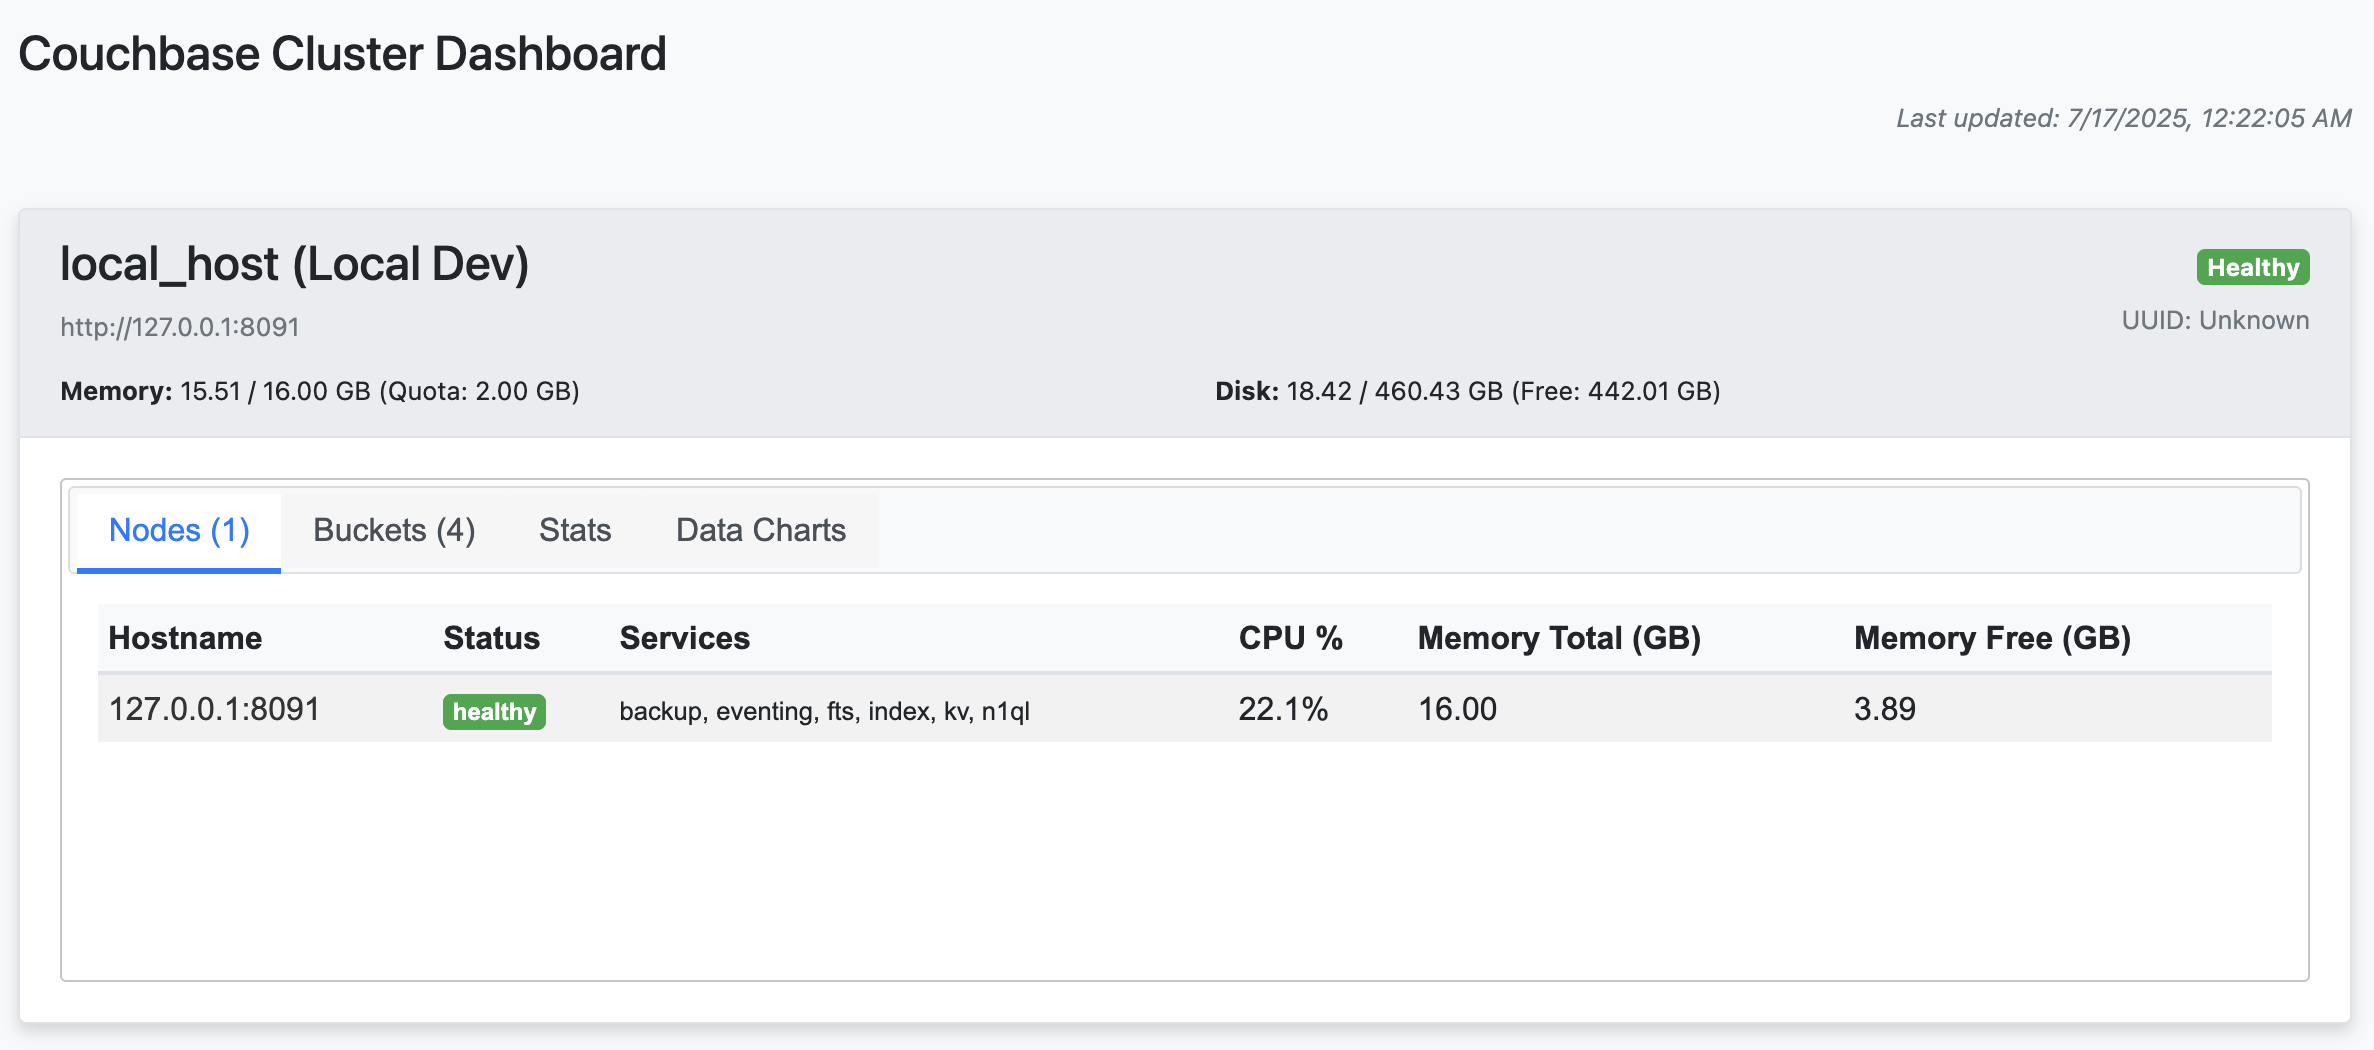 Couchbase Cluster Dashboard
Last updated: 7/17/2025, 12:22:05 AM
local_host (Local Dev)
Healthy
http://127.0.0.1:8091
UUID: Unknown
Memory: 15.51 / 16.00 GB (Quota: 2.00 GB)
Disk: 18.42 / 460.43 GB (Free: 442.01 GB)
Nodes (1) Buckets (4) Stats Data Charts
Hostname Status Services CPU % Memory Total (GB) Memory Free (GB)
127.0.0.1:8091 healthy backup, eventing, fts, index, kv, n1ql 22.1% 16.00 3.89